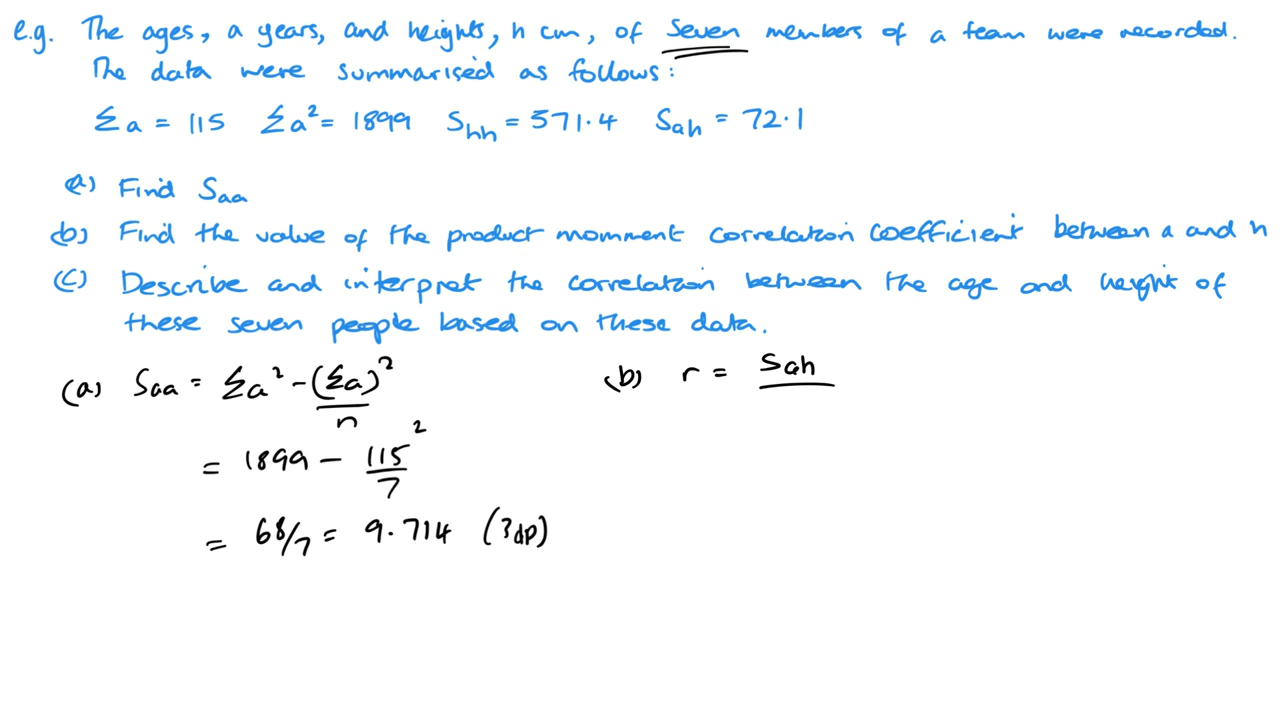 e.g. The ages, a years, and heights, h cm, of seven members of a team were recorded.
The data were summarised as follows:
Σa = 115 Σa² = 1899 Shh = 571.4 Sah = 72.1
(a) Find Saa
(b) Find the value of the product momment correlation coefficient between a and h
(c) Describe and interpret the correlation between the age and height of
these seven people based on these data.
(a) Saa = Σa² - (Σa)²/n
= 1899 - 115²/7
= 68/7 = 9.714 (3dp)
(b) r = Sah